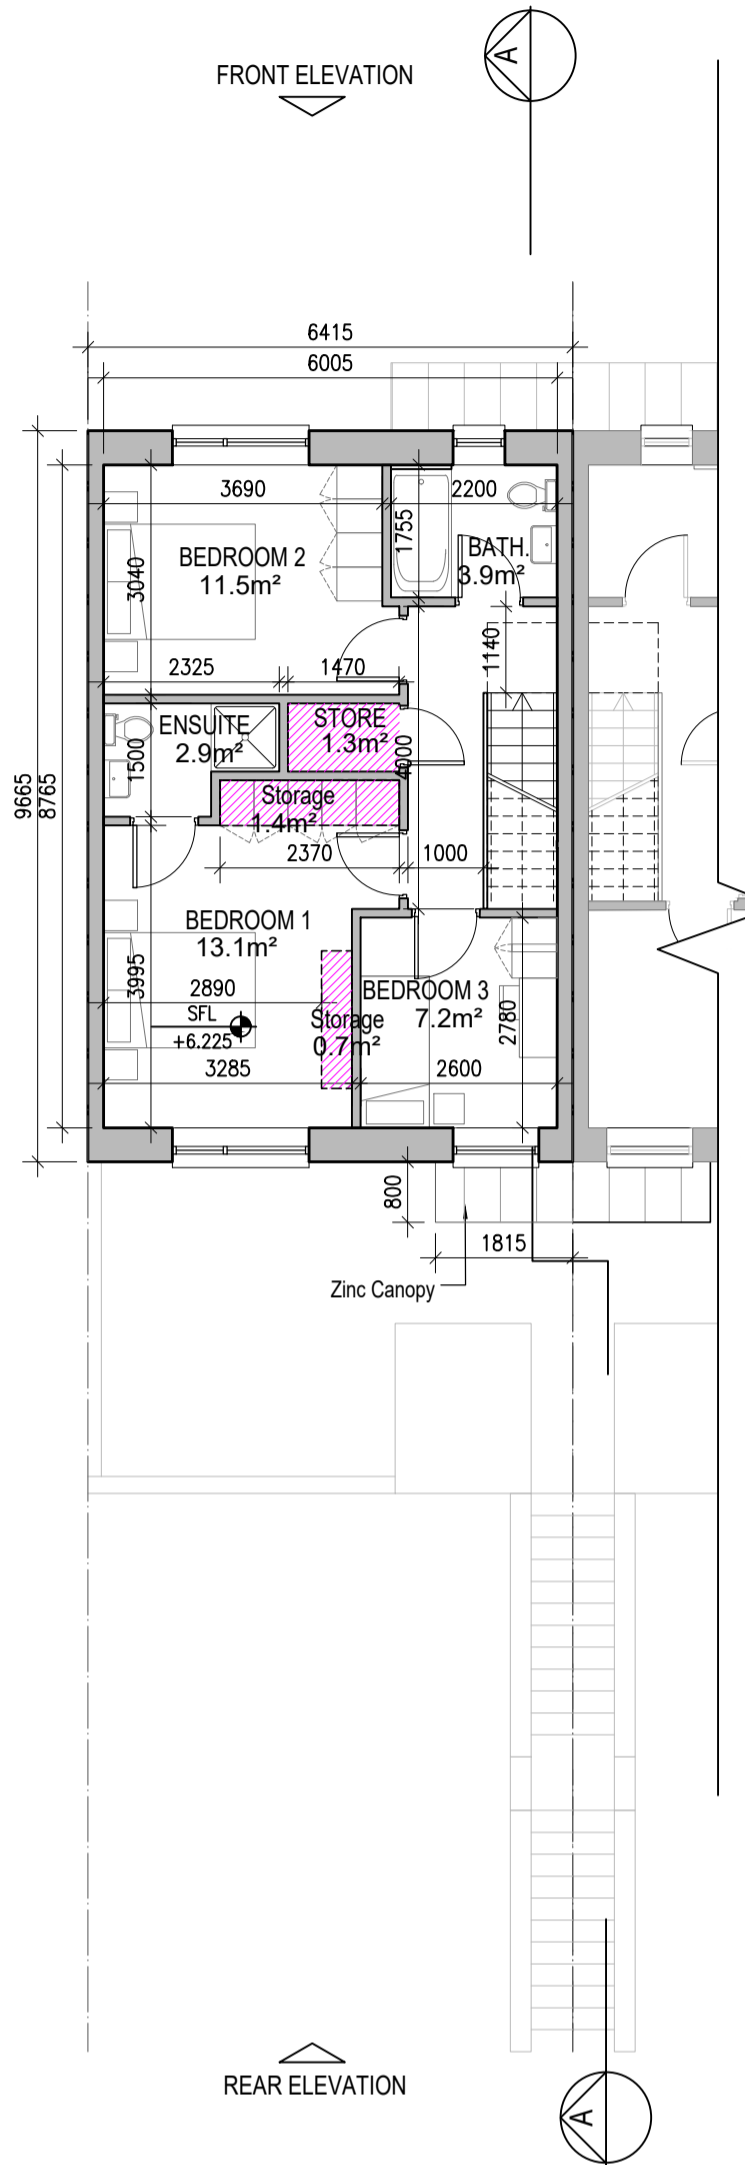 A
FRONT ELEVATION
6415
6005
3690
2200
1755
BATH.
3.9m²
BEDROOM 2
11.5m²
3040
1140
2325
1470
ENSUITE
2.9m²
STORE
1.3m²
1500
4000
9665
8765
Storage
1.4m²
2370
1000
BEDROOM 1
13.1m²
3995
2890
BEDROOM 3
7.2m²
2780
SFL
+6.225
Storage
0.7m²
3285
2600
800
1815
Zinc Canopy
REAR ELEVATION
A